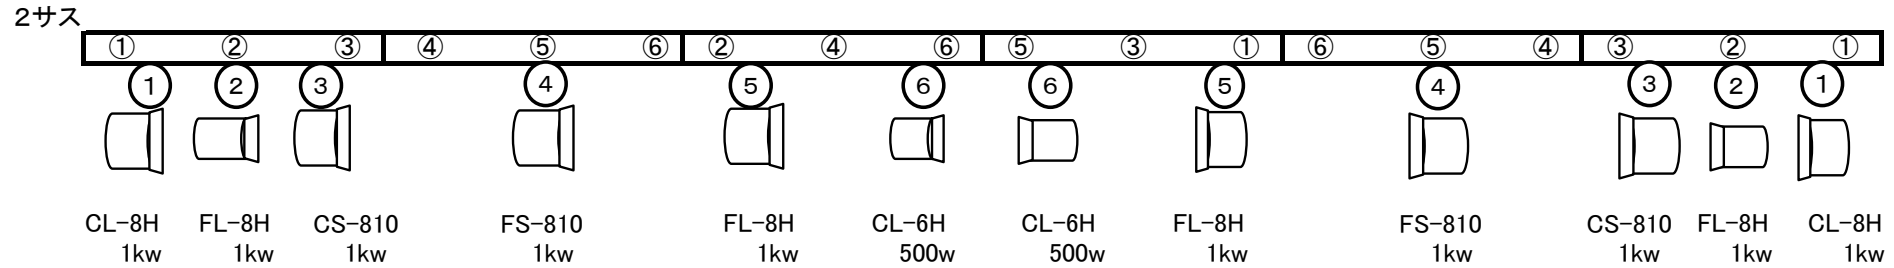 ２サス
① ② ③ ④ ⑤ ⑥ ② ④ ⑥ ⑤ ③ ① ⑥ ⑤ ④ ③ ② ①
1 2 3 4 5 6 6 5 4 3 2 1
CL-8H FL-8H CS-810 FS-810 FL-8H CL-6H CL-6H FL-8H FS-810 CS-810 FL-8H CL-8H
1kw 1kw 1kw 1kw 1kw 500w 500w 1kw 1kw 1kw 1kw 1kw